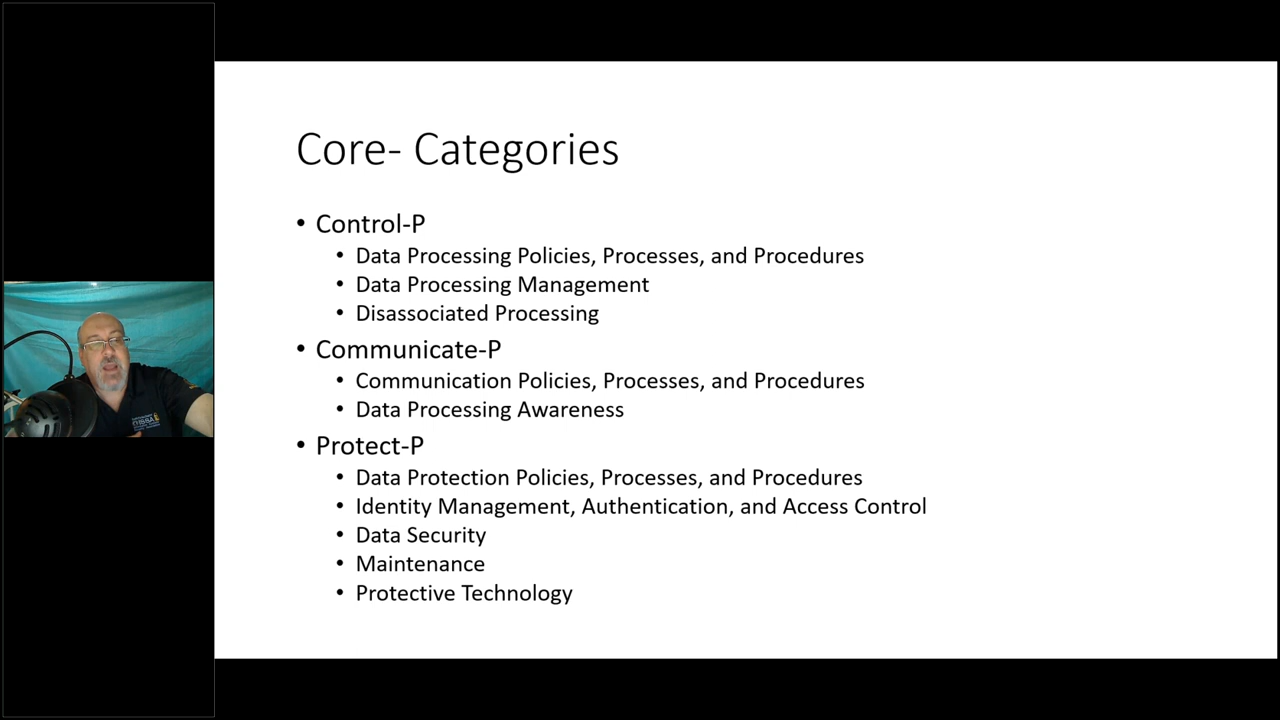 Core- Categories
• Control-P
• Data Processing Policies, Processes, and Procedures
• Data Processing Management
• Disassociated Processing
• Communicate-P
• Communication Policies, Processes, and Procedures
• Data Processing Awareness
• Protect-P
• Data Protection Policies, Processes, and Procedures
• Identity Management, Authentication, and Access Control
• Data Security
• Maintenance
• Protective Technology